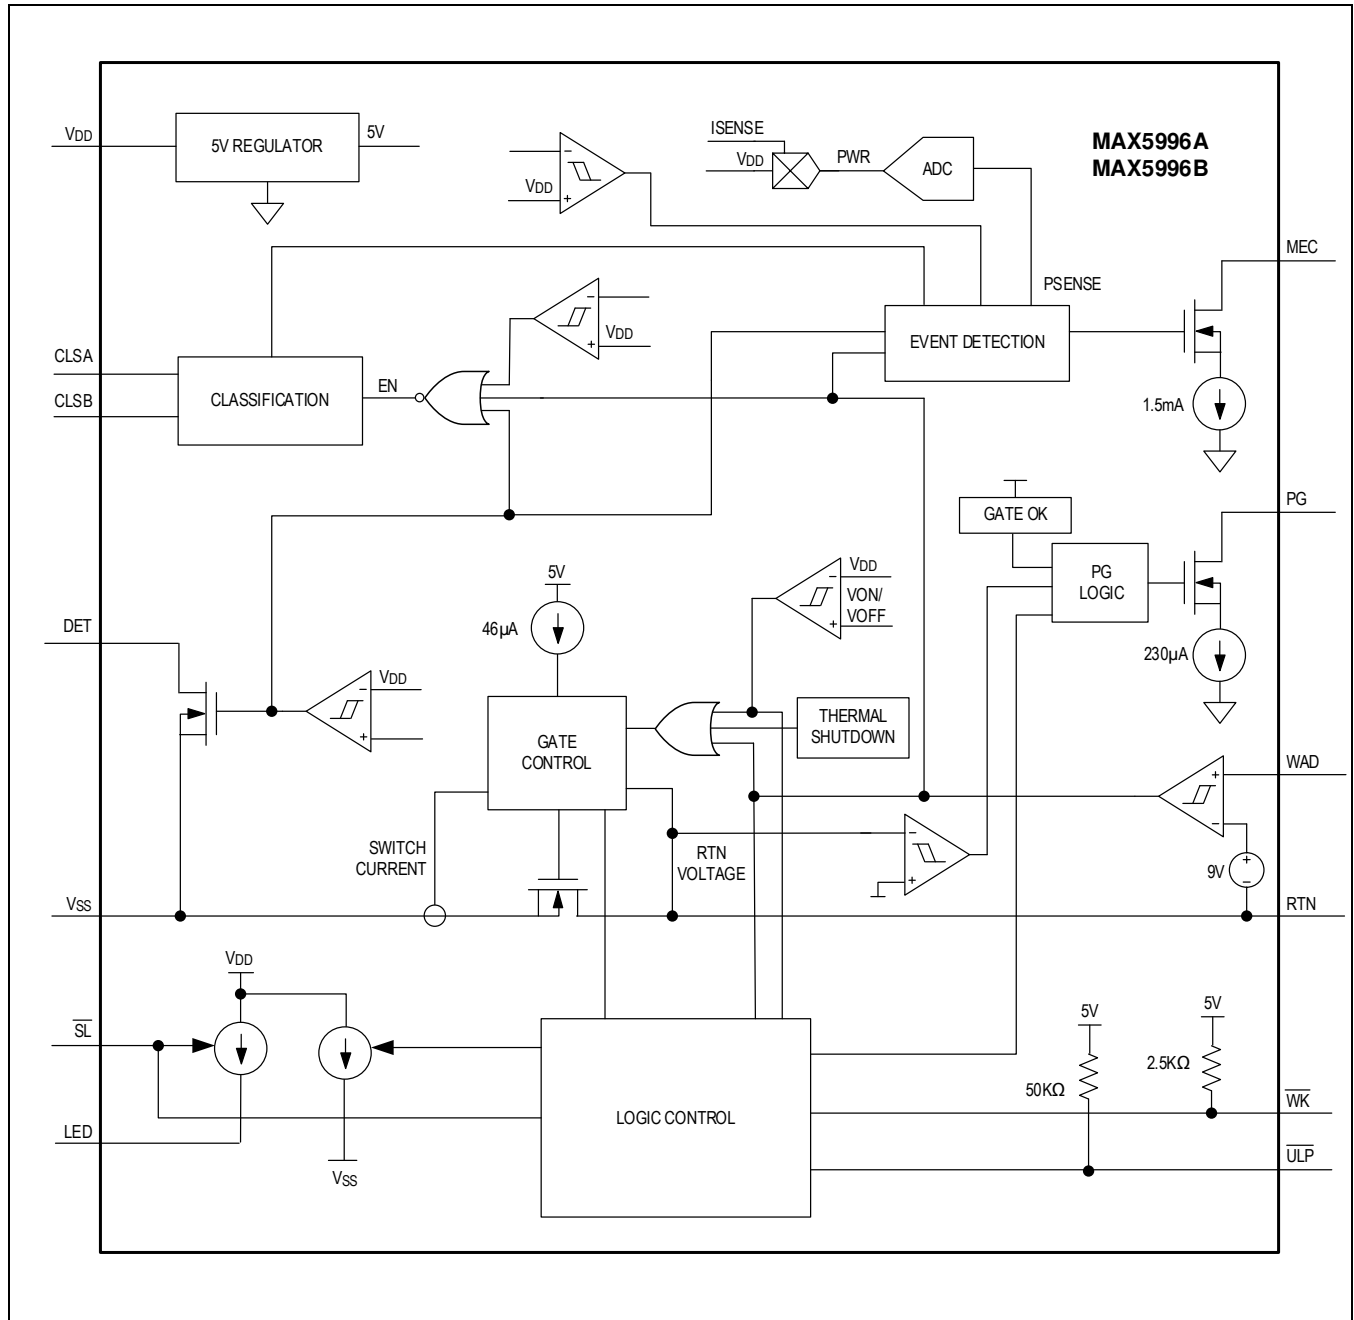 MAX5996A
MAX5996B
VDD
5V REGULATOR
5V
−
VDD
+
ISENSE
VDD
PWR
ADC
MEC
PSENSE
EVENT DETECTION
−
VDD
+
CLSA
CLSB
CLASSIFICATION
EN
1.5mA
PG
GATE OK
PG
LOGIC
230µA
5V
46µA
VDD
−
VON/
VOFF
+
DET
VDD
−
+
GATE
CONTROL
THERMAL
SHUTDOWN
WAD
+
−
9V
+
−
SWITCH
CURRENT
RTN
VOLTAGE
−
+
VSS
RTN
VDD
SL
LED
VSS
LOGIC CONTROL
5V
50KΩ
5V
2.5KΩ
WK
ULP